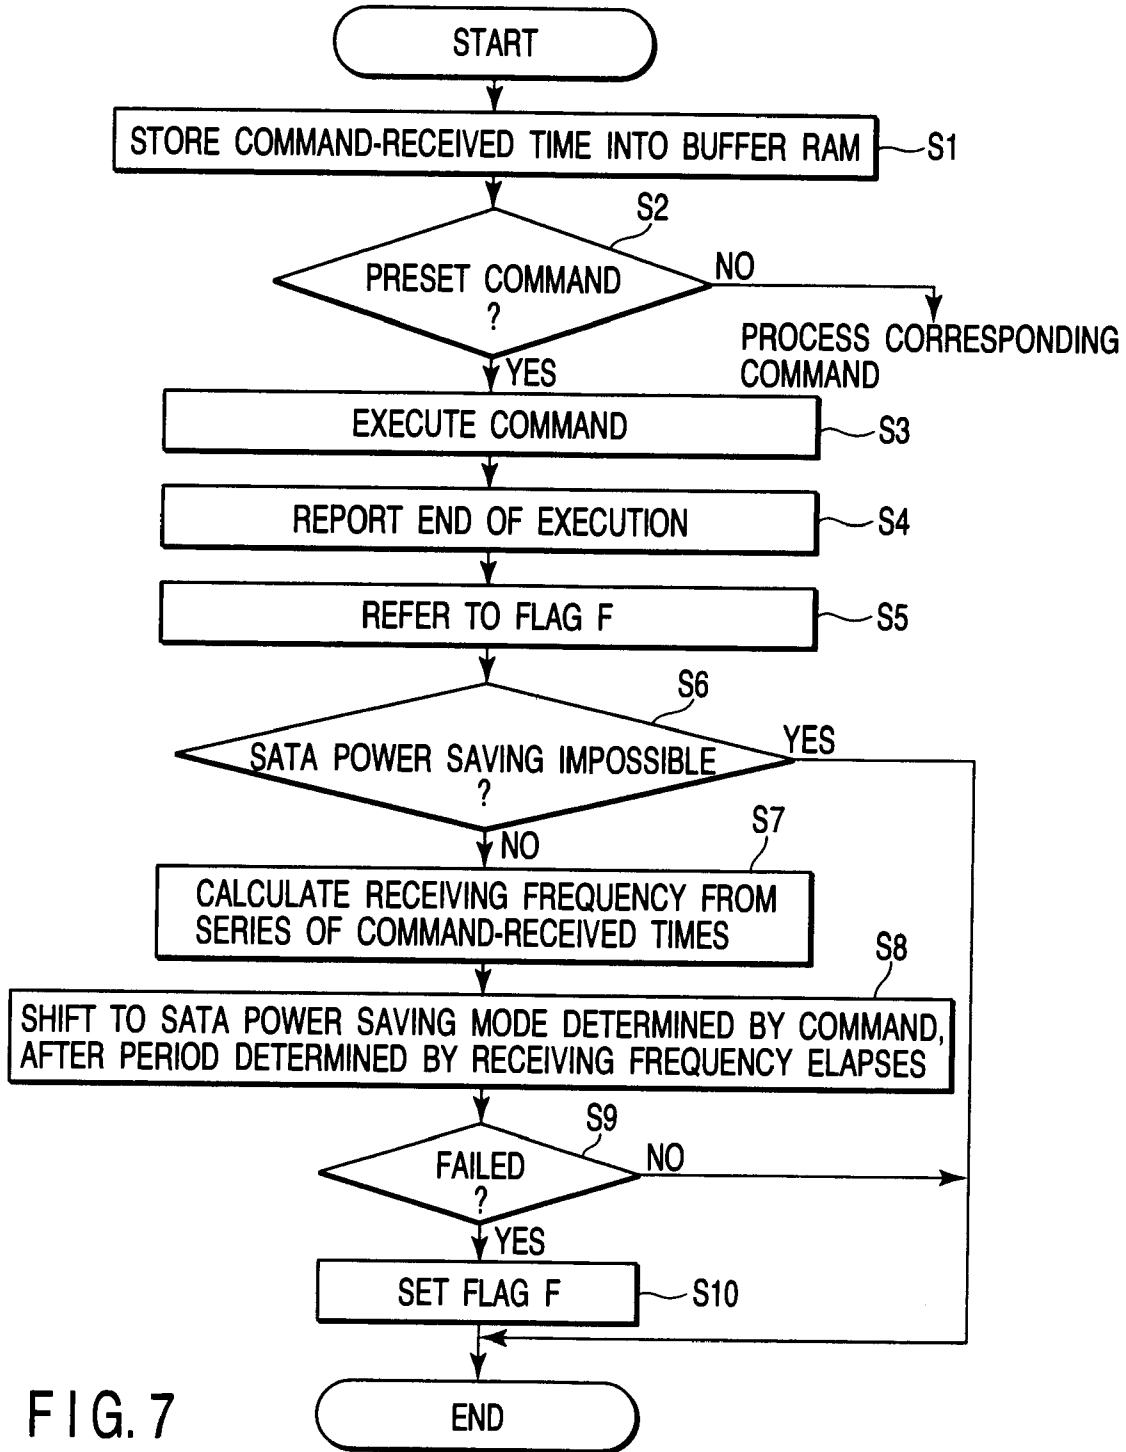 START
STORE COMMAND-RECEIVED TIME INTO BUFFER RAM
S1
S2
PRESET COMMAND
?
NO
PROCESS CORRESPONDING
COMMAND
YES
EXECUTE COMMAND
S3
REPORT END OF EXECUTION
S4
REFER TO FLAG F
S5
S6
SATA POWER SAVING IMPOSSIBLE
?
YES
NO
S7
CALCULATE RECEIVING FREQUENCY FROM
SERIES OF COMMAND-RECEIVED TIMES
S8
SHIFT TO SATA POWER SAVING MODE DETERMINED BY COMMAND,
AFTER PERIOD DETERMINED BY RECEIVING FREQUENCY ELAPSES
S9
FAILED
?
NO
YES
SET FLAG F
S10
END
FIG. 7